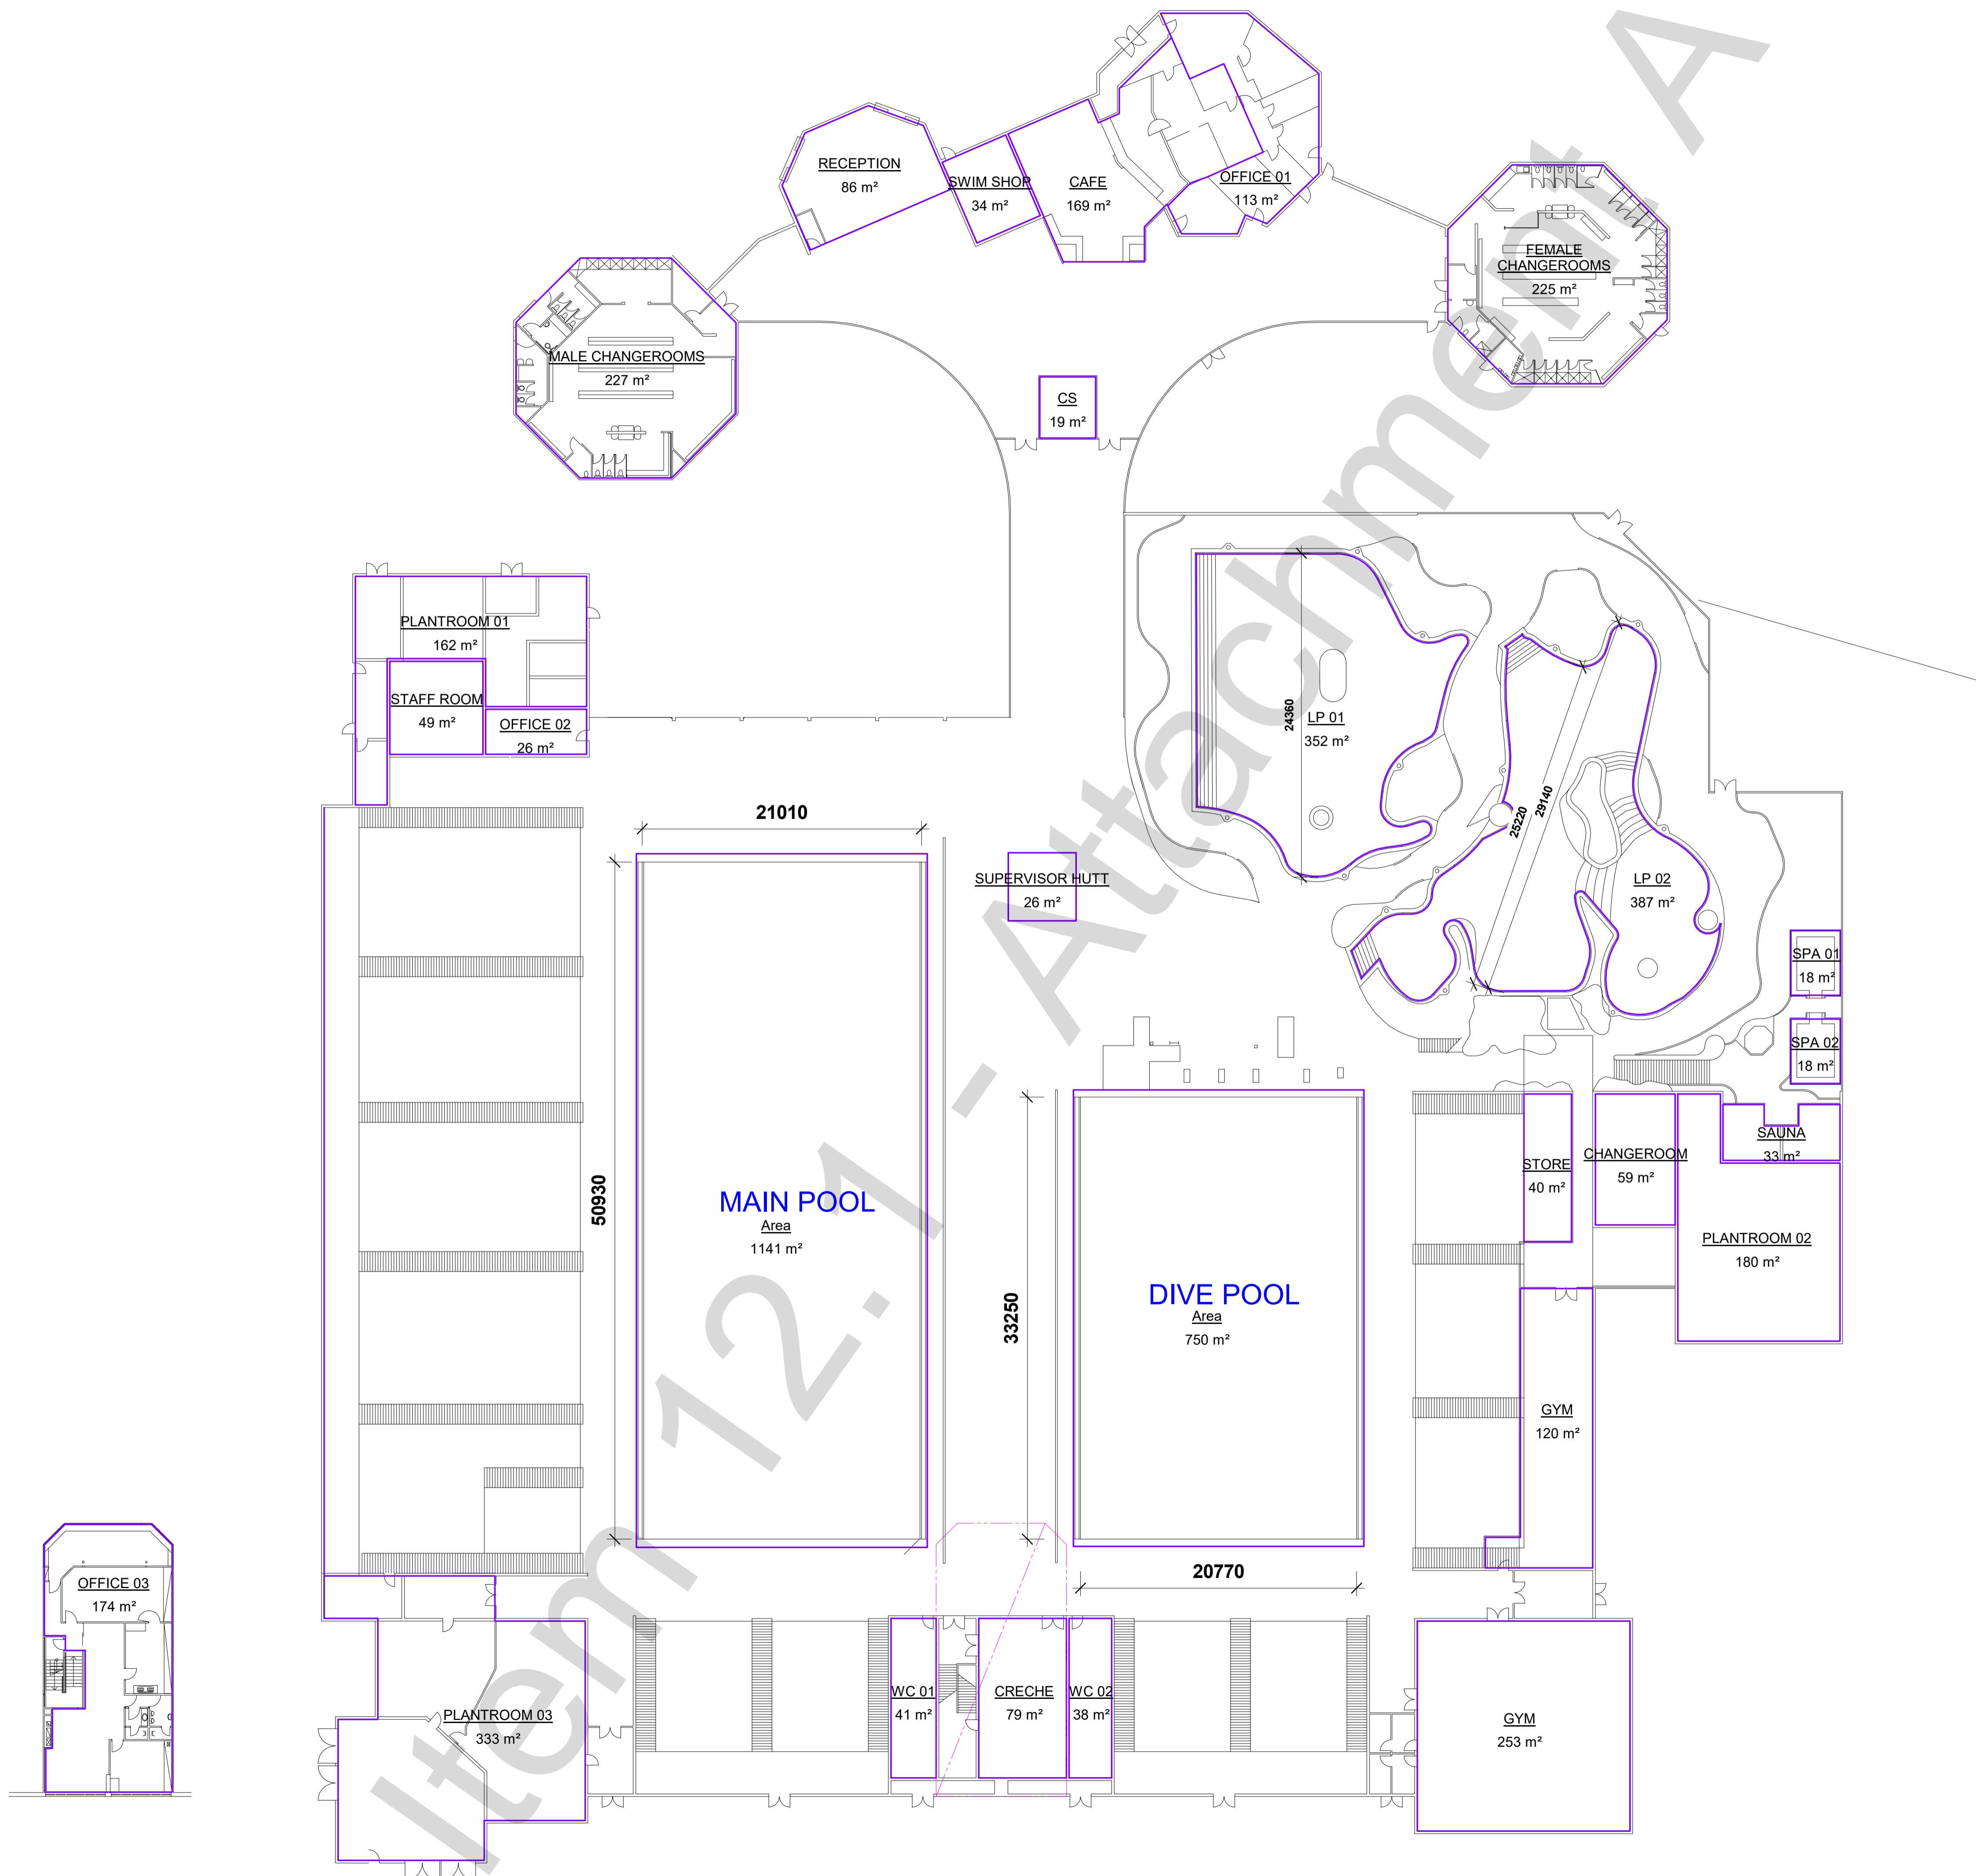 RECEPTION
86 m²
SWIM SHOP
34 m²
CAFE
169 m²
OFFICE 01
113 m²
FEMALE
CHANGEROOMS
225 m²
MALE CHANGEROOMS
227 m²
CS
19 m²
PLANTROOM 01
162 m²
STAFF ROOM
49 m²
OFFICE 02
26 m²
24360
LP 01
352 m²
25220
29140
LP 02
387 m²
21010
SUPERVISOR HUTT
26 m²
SPA 01
18 m²
SPA 02
18 m²
50930
MAIN POOL
Area
1141 m²
33250
DIVE POOL
Area
750 m²
20770
STORE
40 m²
CHANGEROOM
59 m²
SAUNA
33 m²
PLANTROOM 02
180 m²
GYM
120 m²
OFFICE 03
174 m²
PLANTROOM 03
333 m²
WC 01
41 m²
CRECHE
79 m²
WC 02
38 m²
GYM
253 m²
Item 12.1 - Attachment A